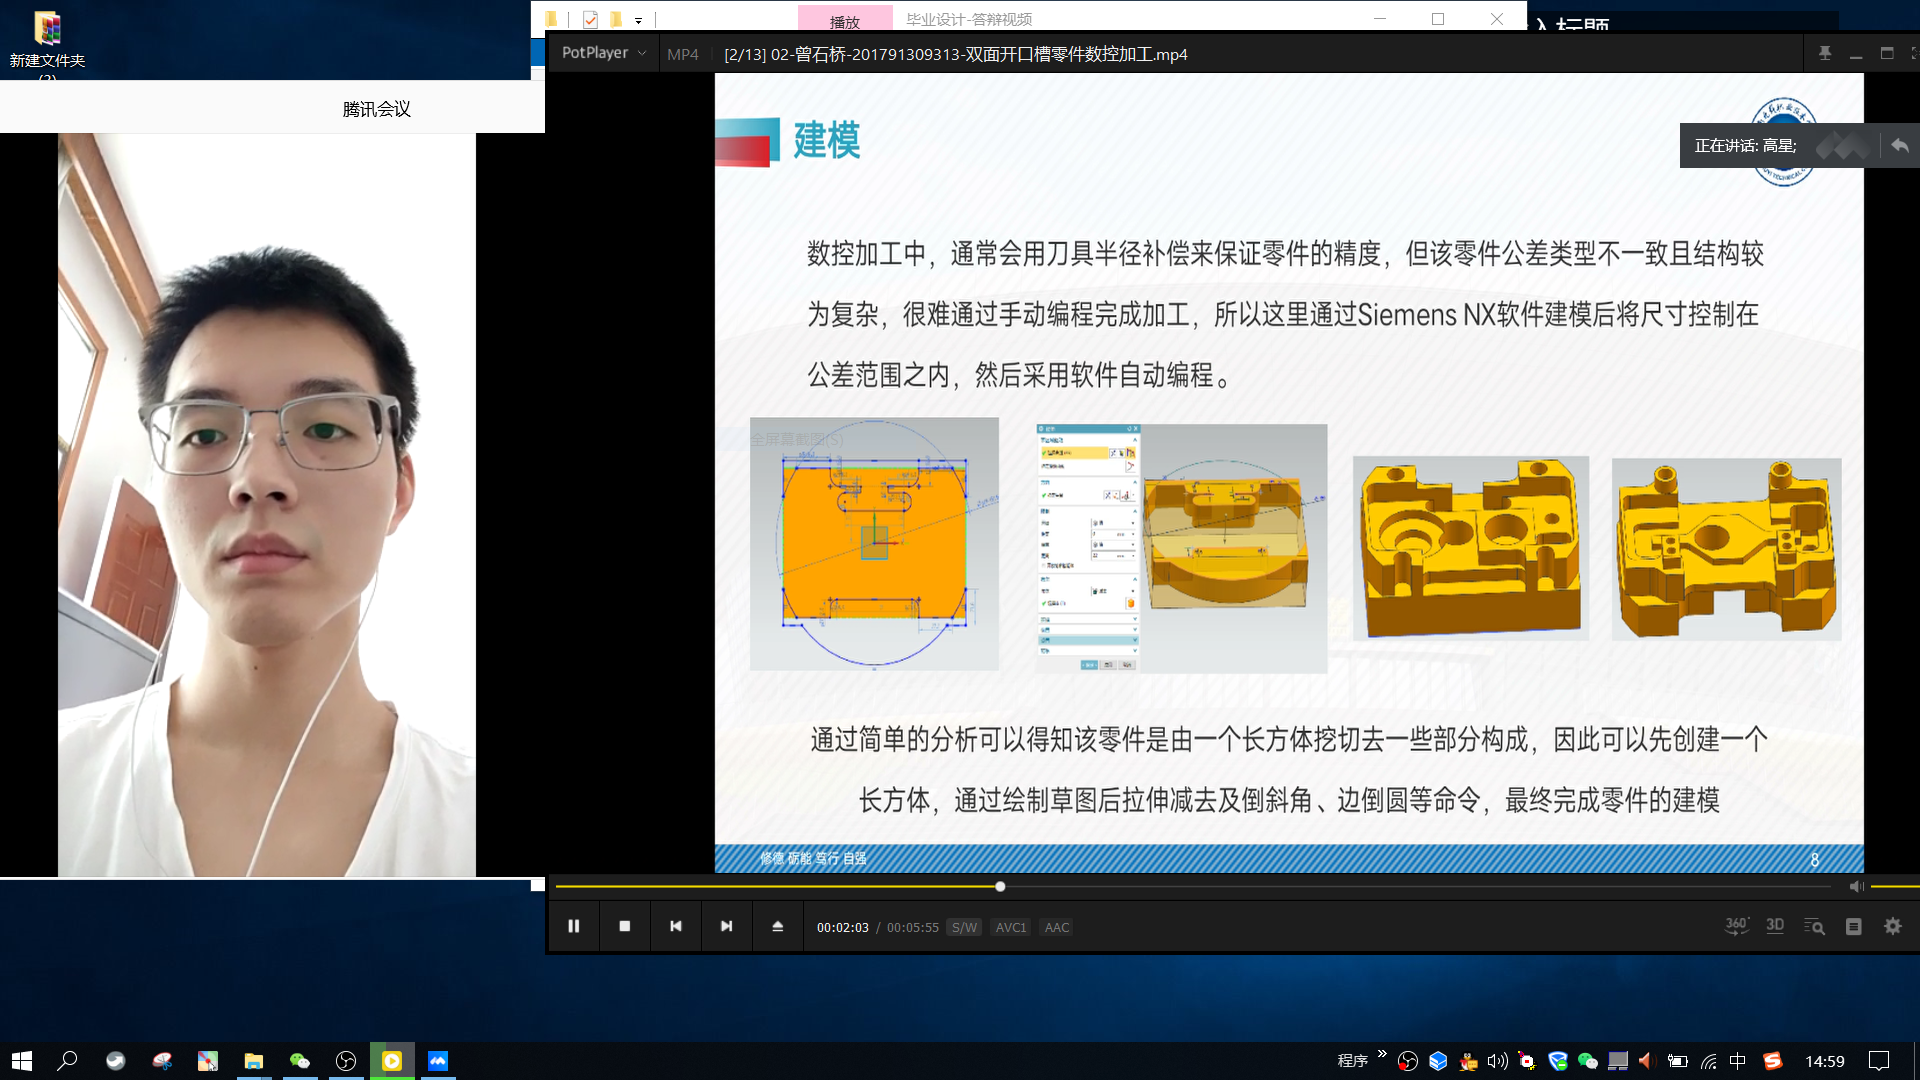 新建文件夹
(2)
播放
毕业设计-答辩视频
入标题
腾讯会议
PotPlayer
MP4
[2/13] 02-曾石桥-201791309313-双面开口槽零件数控加工.mp4
正在讲话: 高星;
建模
数控加工中，通常会用刀具半径补偿来保证零件的精度，但该零件公差类型不一致且结构较
为复杂，很难通过手动编程完成加工，所以这里通过Siemens NX软件建模后将尺寸控制在
公差范围之内，然后采用软件自动编程。
全屏幕截图(S)
通过简单的分析可以得知该零件是由一个长方体挖切去一些部分构成，因此可以先创建一个
长方体，通过绘制草图后拉伸减去及倒斜角、边倒圆等命令，最终完成零件的建模
修德 砺能 笃行 自强
8
00:02:03 / 00:05:55 S/W AVC1 AAC
360°
3D
程序
中
14:59